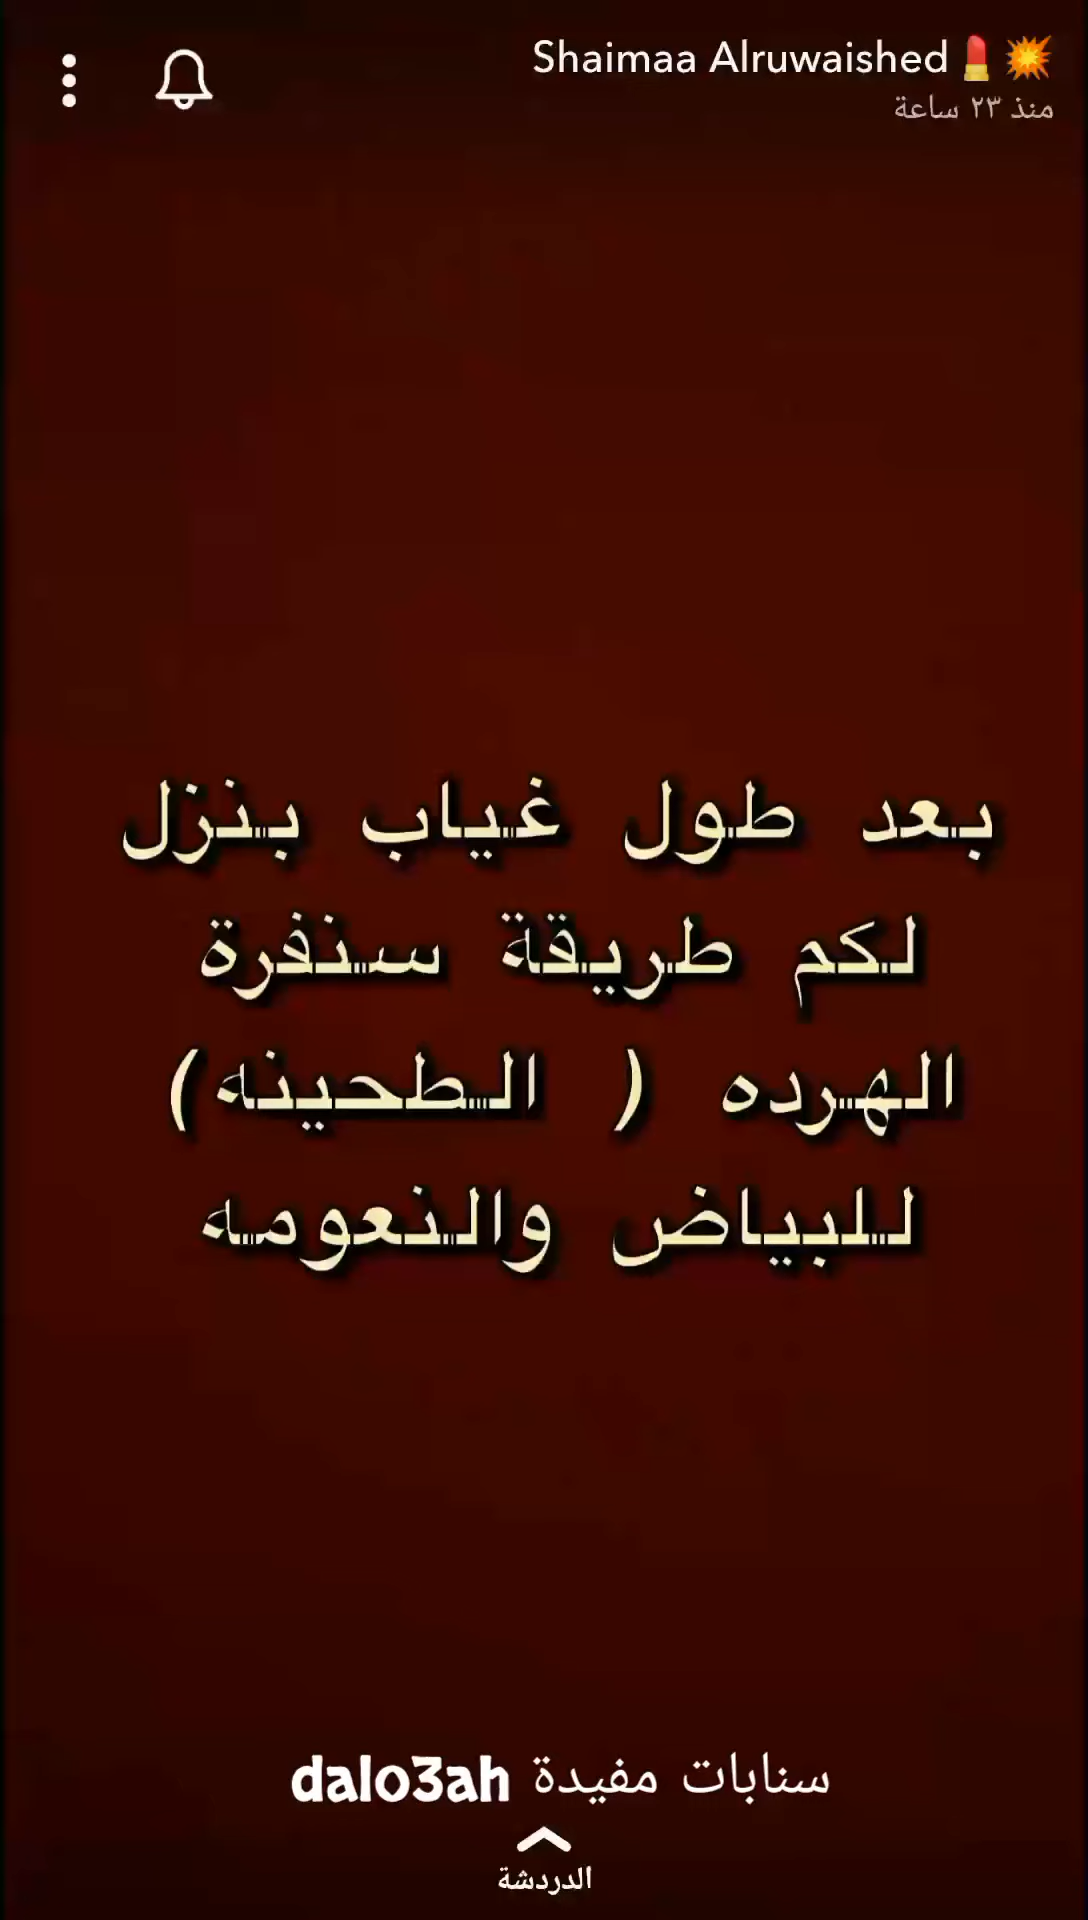 Shaimaa Alruwaished💄💥
منذ ٢٣ ساعة
بعد طول غياب بنزل
لكم طريقة سنفرة
الهرده ( الطحينه)
للبياض والنعومه
سنابات مفيدة dalo3ah
الدردشة